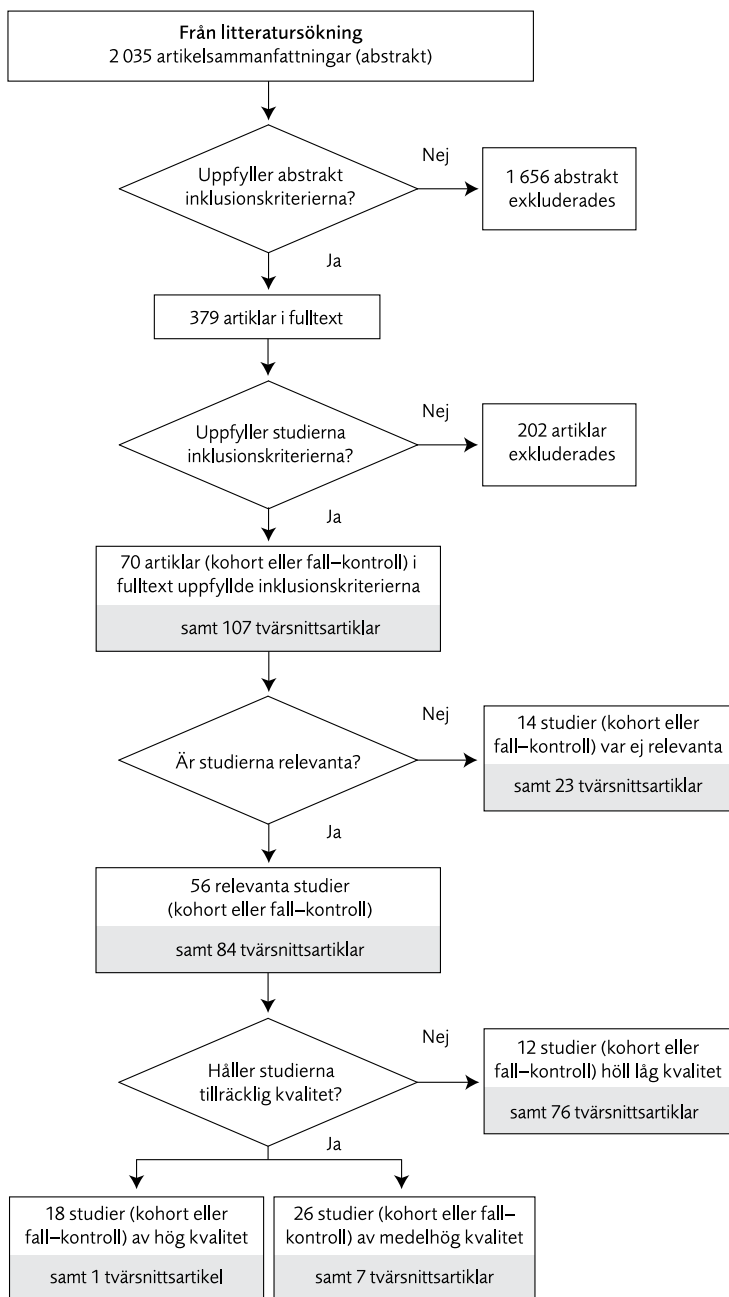 Från litteratursökning
2 035 artikelsammanfattningar (abstrakt)
Nej
Uppfyller abstrakt
inklusionskriterierna?
1 656 abstrakt
exkluderades
Ja
379 artiklar i fulltext
Nej
Uppfyller studierna
inklusionskriterierna?
202 artiklar
exkluderades
Ja
70 artiklar (kohort eller fall–kontroll) i
fulltext uppfyllde inklusionskriterierna
samt 107 tvärsnittsartiklar
Nej
Är studierna relevanta?
14 studier (kohort eller
fall–kontroll) var ej relevanta
samt 23 tvärsnittsartiklar
Ja
56 relevanta studier
(kohort eller fall–kontroll)
samt 84 tvärsnittsartiklar
Nej
Håller studierna
tillräcklig kvalitet?
12 studier (kohort eller
fall–kontroll) höll låg kvalitet
samt 76 tvärsnittsartiklar
Ja
18 studier (kohort eller
fall–kontroll) av hög kvalitet
samt 1 tvärsnittsartikel
26 studier (kohort eller fall–
kontroll) av medelhög kvalitet
samt 7 tvärsnittsartiklar